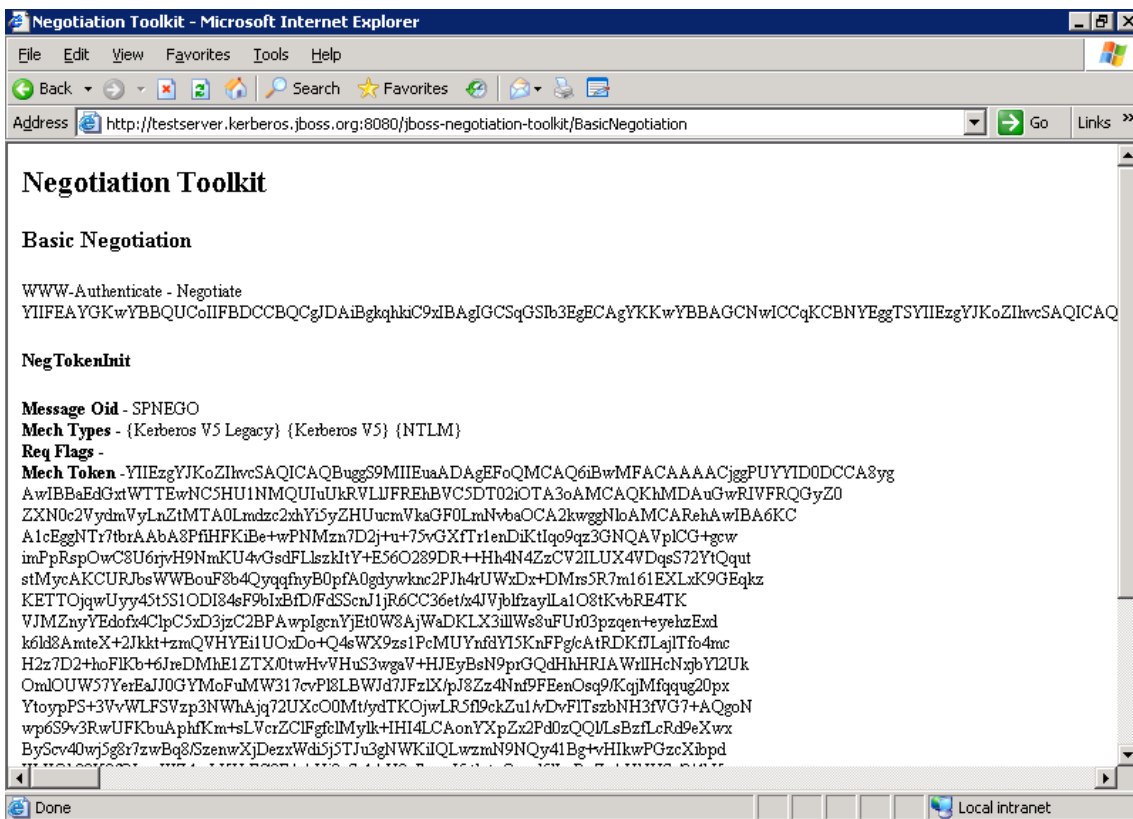 Negotiation Toolkit - Microsoft Internet Explorer
File Edit View Favorites Tools Help
Back Search Favorites
Address http://testserver.kerberos.jboss.org:8080/jboss-negotiation-toolkit/BasicNegotiation Go Links »
Negotiation Toolkit
Basic Negotiation
WWW-Authenticate - Negotiate
YIIFEAYGKwYBBQUCoIIFBDCCBQCgJDAiBgkqhkiC9xIBAgIGCSqGSIb3EgECAgYKKwYBBAGCNwICCqKCBNYEggTSYIIEzgYJKoZIhvcSAQICAQ
NegTokenInit
Message Oid - SPNEGO
Mech Types - {Kerberos V5 Legacy} {Kerberos V5} {NTLM}
Req Flags -
Mech Token -YIIEzgYJKoZIhvcSAQICAQBuggS9MIIEuaADAgEFoQMCAQ6iBwMFACAAAACjggPUYYID0DCCA8yg
AwIBBaEdGxtWTTEwNC5HU1NMQUIuUkVLlJFREhBVC5DT02iOTA3oAMCAQKhMDAuGwRIVFRQGyZ0
ZXN0c2VydmVyLnZtMTA0Lmdzc2xhYi5yZHUucmVkaGF0LmNvbaOCA2kwggNloAMCARehAwIBA6KC
A1cEggNTr7tbrAAbA8PfiHFKiBe+wPNMzn7D2j+u+75vGXfTr1enDiKtIqo9qz3GNQAVplCG+gcw
imFpRspOwC8U6rjvH9NmKU4vGsdFLlszkItY+E56O289DR++Hh4N4ZzCV2ILUX4VDqsS72YtQqut
stMycAKCURJbsWWBouF8b4QyqqfnyB0pfA0gdywknc2PJh4rUWxDx+DMrs5R7m161EXLxK9GEqkz
KETTOjqwUyy45t5S1ODI84sF9bIxBfD/FdSScnJ1jR6CC36et/x4JVjblfzaylLa1O8tKvbRE4TK
VJMZnyYEdofx4ClpC5xD3jzC2BPAwpIgcnYjEt0W8AjWaDKLX3illWs8uFUr03pzqen+eyehzExd
k6ld8AmteX+2Jkkt+zmQVHYEi1UOxDo+Q4sWX9zs1PcMUYnfdYI5KnFPg/cAtRDKfJLajlTfo4mc
H2z7D2+hoFlKb+6JreDMhE1ZTX/0twHvVHuS3wgaV+HJEyBsN9prGQdHhHRIAWrlIHcNxjbYl2Uk
OmlOUW57YerEaJJ0GYMoFuMW317cvPl8LBWJd7JFzlX/pJ8Zz4Nnf9FEenOsq9/KqjMfqqug20px
YtoypPS+3VvWLFSVzp3NWhAjq72UXcO0Mt/ydTKOjwLR5fl9ckZu1/vDvFlTszbNH3fVG7+AQgoN
wp6S9v3RwUFKbuAphfKm+sLVcrZClFgfclMylk+IHI4LCAonYXpZx2Pd0zQQl/LsBzfLcRd9eXwx
ByScv40wj5g8r7zwBq8/SzenwXjDezxWdi5j5TJu3gNWKiIQLwzmN9NQy41Bg+vHIkwPGzcXibpd
Done Local intranet